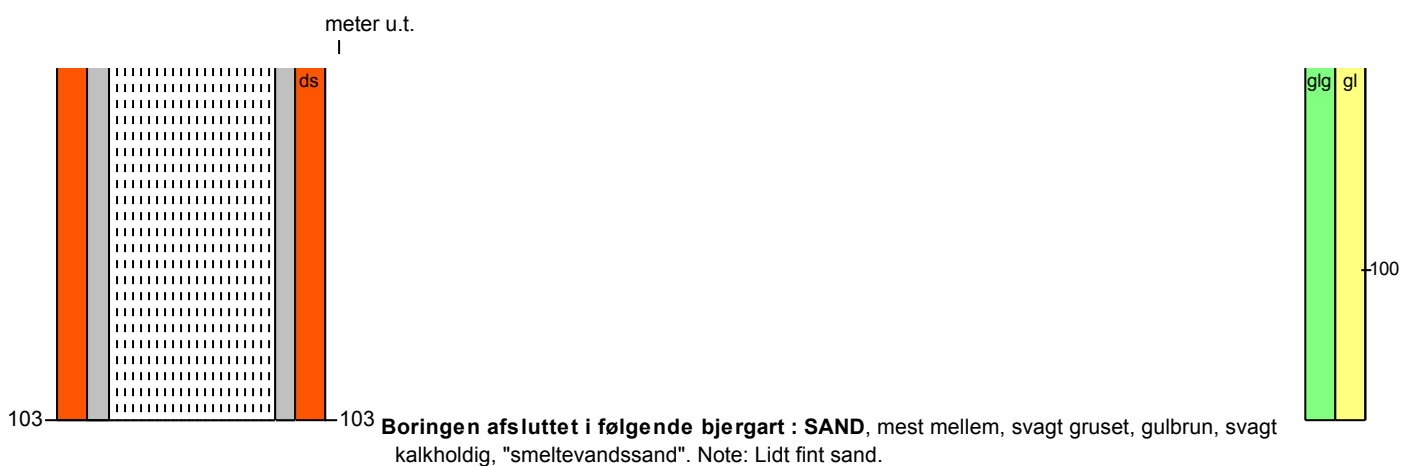 meter u.t.
ds
glg gl
100
103 103 Boringen afsluttet i følgende bjergart : SAND, mest mellem, svagt gruset, gulbrun, svagt
kalkholdig, "smeltevandssand". Note: Lidt fint sand.